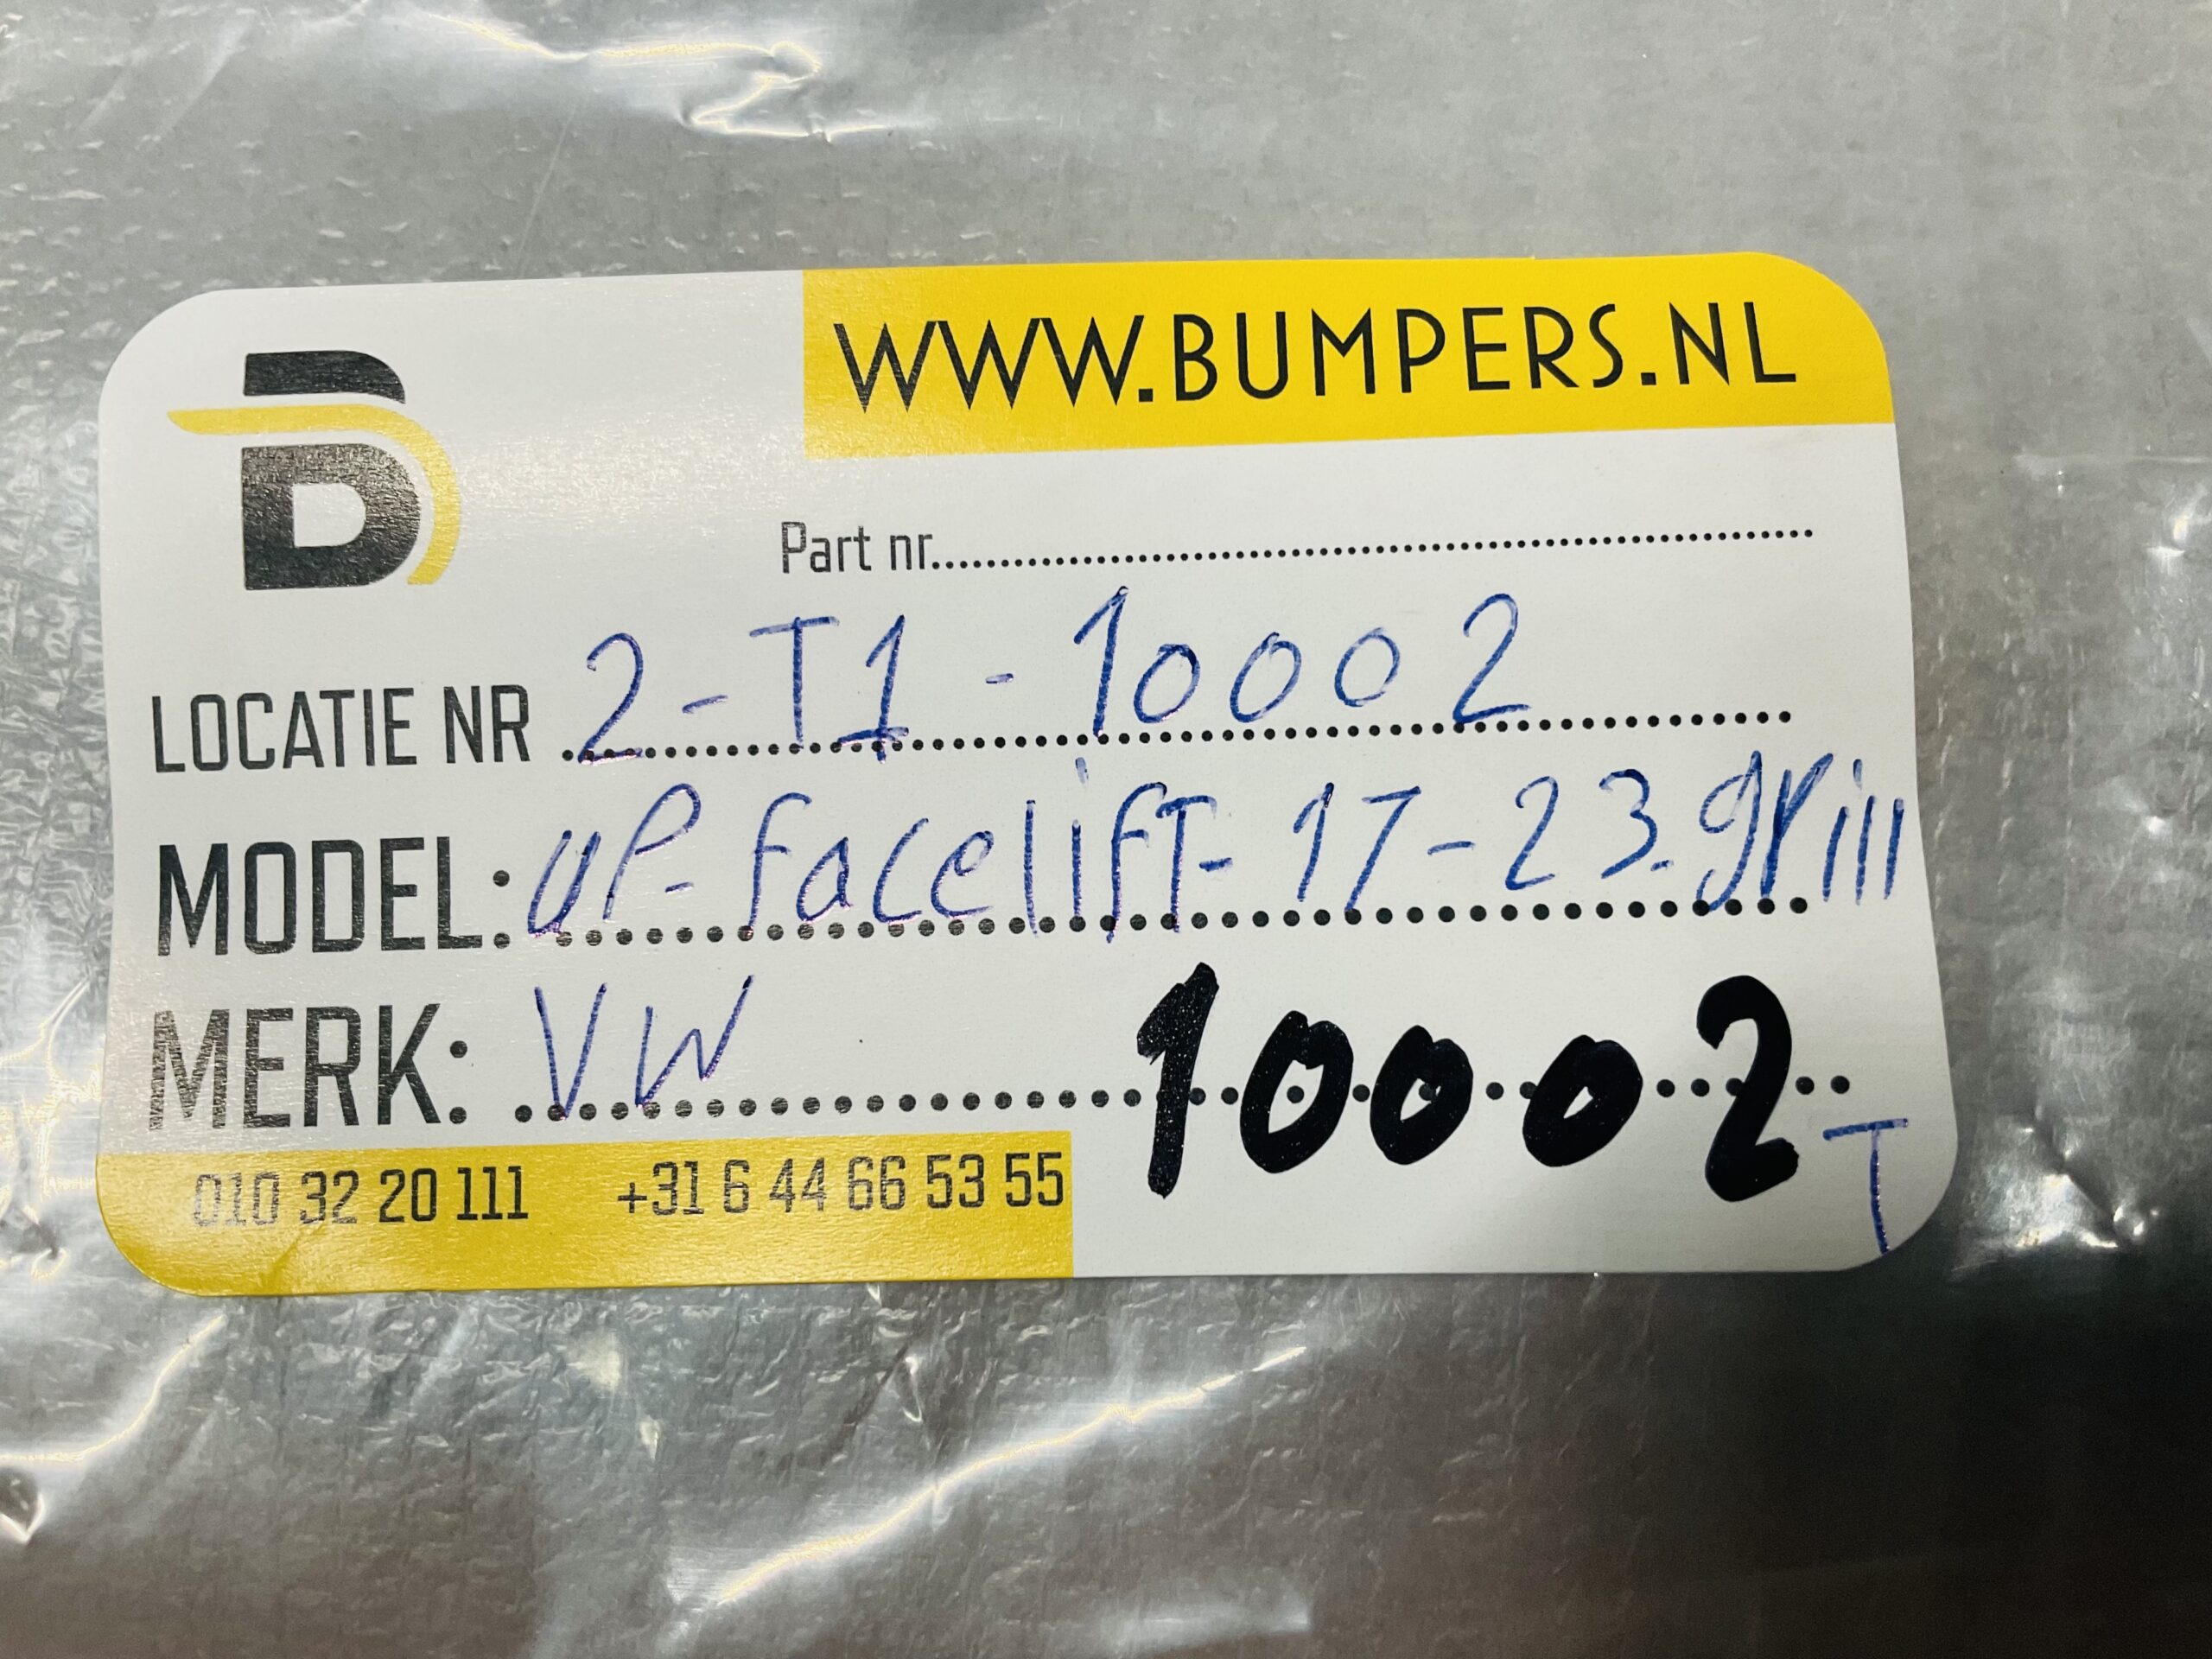 B
WWW.BUMPERS.NL
Part nr....................
LOCATIE NR 2-T1-10002
MODEL: uP-facelifT-17-23.grill
MERK: VW 10002
T
010 32 20 111 +31 6 44 66 53 55